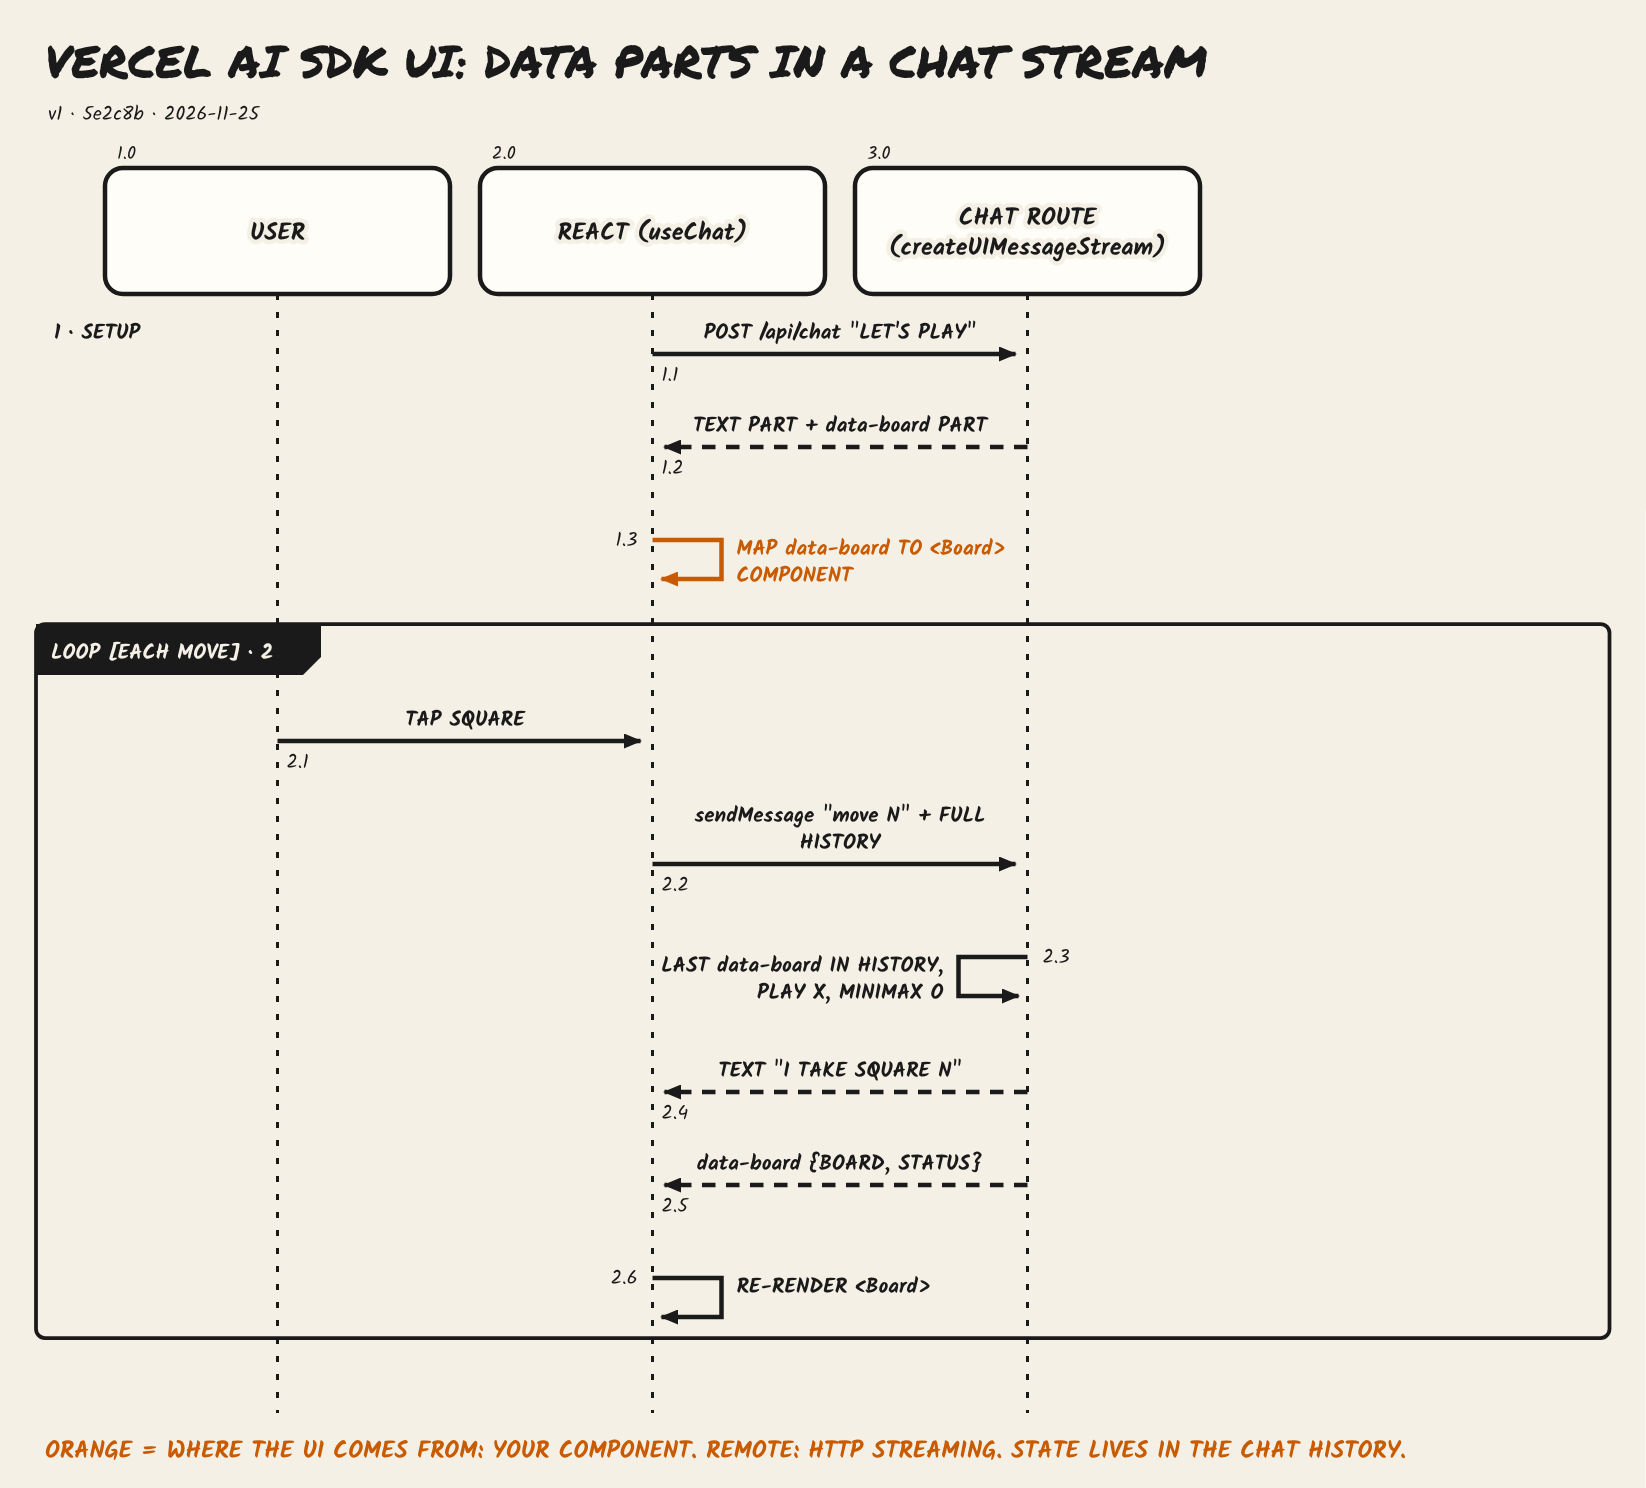 VERCEL AI SDK UI: DATA PARTS IN A CHAT STREAM
v1 · 5e2c8b · 2026-11-25
1.0
2.0
3.0
USER
REACT (useChat)
CHAT ROUTE
(createUIMessageStream)
1 · SETUP
POST /api/chat "LET'S PLAY"
1.1
TEXT PART + data-board PART
1.2
1.3
MAP data-board TO <Board>
COMPONENT
LOOP [EACH MOVE] · 2
TAP SQUARE
2.1
sendMessage "move N" + FULL
HISTORY
2.2
2.3
LAST data-board IN HISTORY,
PLAY X, MINIMAX O
TEXT "I TAKE SQUARE N"
2.4
data-board {BOARD, STATUS}
2.5
2.6
RE-RENDER <Board>
ORANGE = WHERE THE UI COMES FROM: YOUR COMPONENT. REMOTE: HTTP STREAMING. STATE LIVES IN THE CHAT HISTORY.